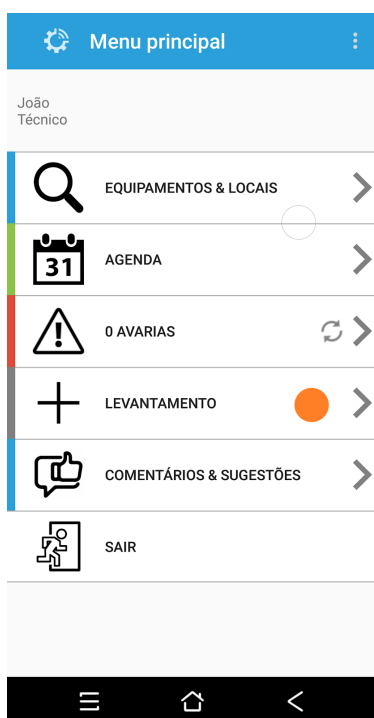 Menu principal
João
Técnico
EQUIPAMENTOS & LOCAIS
31
AGENDA
0 AVARIAS
LEVANTAMENTO
COMENTÁRIOS & SUGESTÕES
SAIR